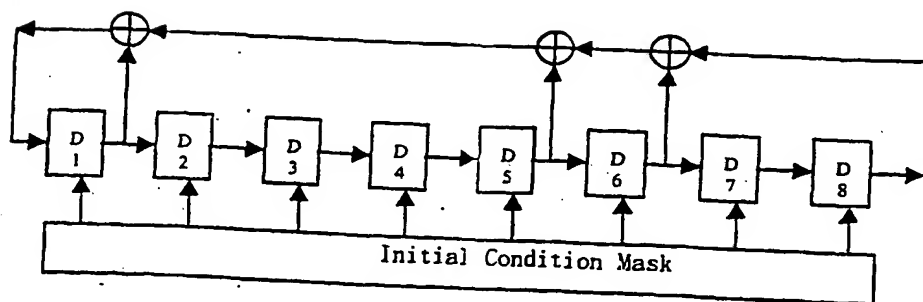 D 1
D 2
D 3
D 4
D 5
D 6
D 7
D 8
Initial Condition Mask